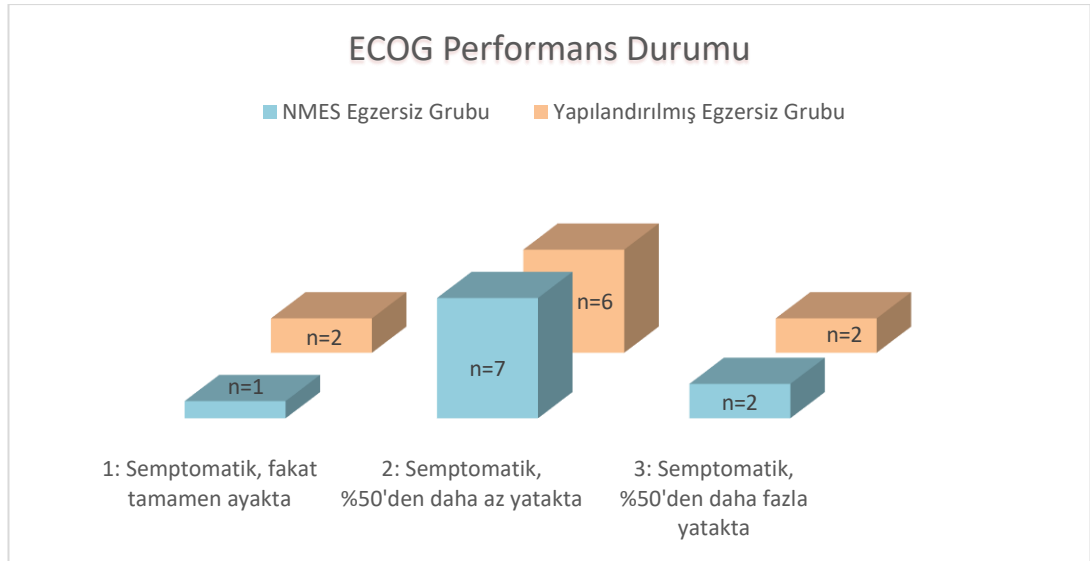 ECOG Performans Durumu
NMES Egzersiz Grubu
Yapılandırılmış Egzersiz Grubu
n=6
n=2
n=2
n=1
n=7
n=2
1: Semptomatik, fakat
tamamen ayakta
2: Semptomatik,
%50'den daha az yatakta
3: Semptomatik,
%50'den daha fazla
yatakta